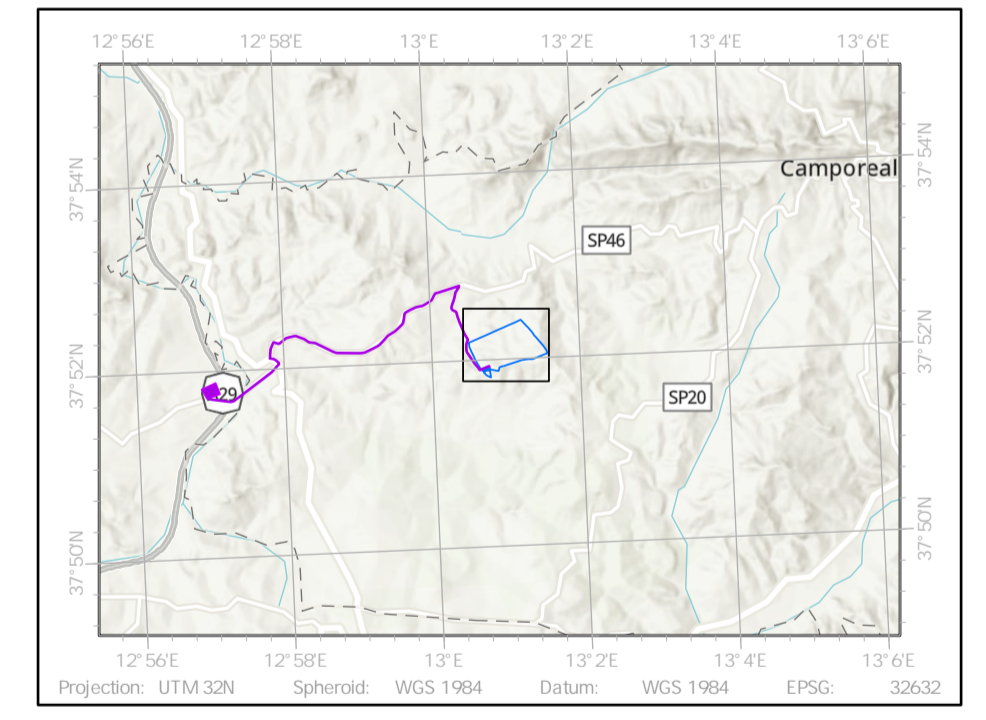 12°56'E 12°58'E 13°E 13°2'E 13°4'E 13°6'E
37°54'N
37°54'N
Camporeal
SP46
37°52'N
37°52'N
29
SP20
37°50'N
37°50'N
12°56'E 12°58'E 13°E 13°2'E 13°4'E 13°6'E
Projection: UTM 32N Spheroid: WGS 1984 Datum: WGS 1984 EPSG: 32632